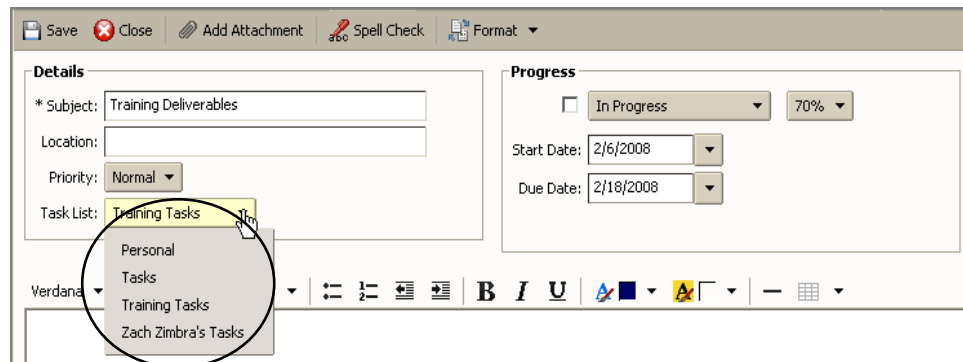 Save Close Add Attachment abc Spell Check Format
Details
* Subject: Training Deliverables
Location:
Priority: Normal
Task List: Training Tasks
Personal
Tasks
Training Tasks
Zach Zimbra's Tasks
Progress
In Progress 70%
Start Date: 2/6/2008
Due Date: 2/18/2008
Verdana B I U